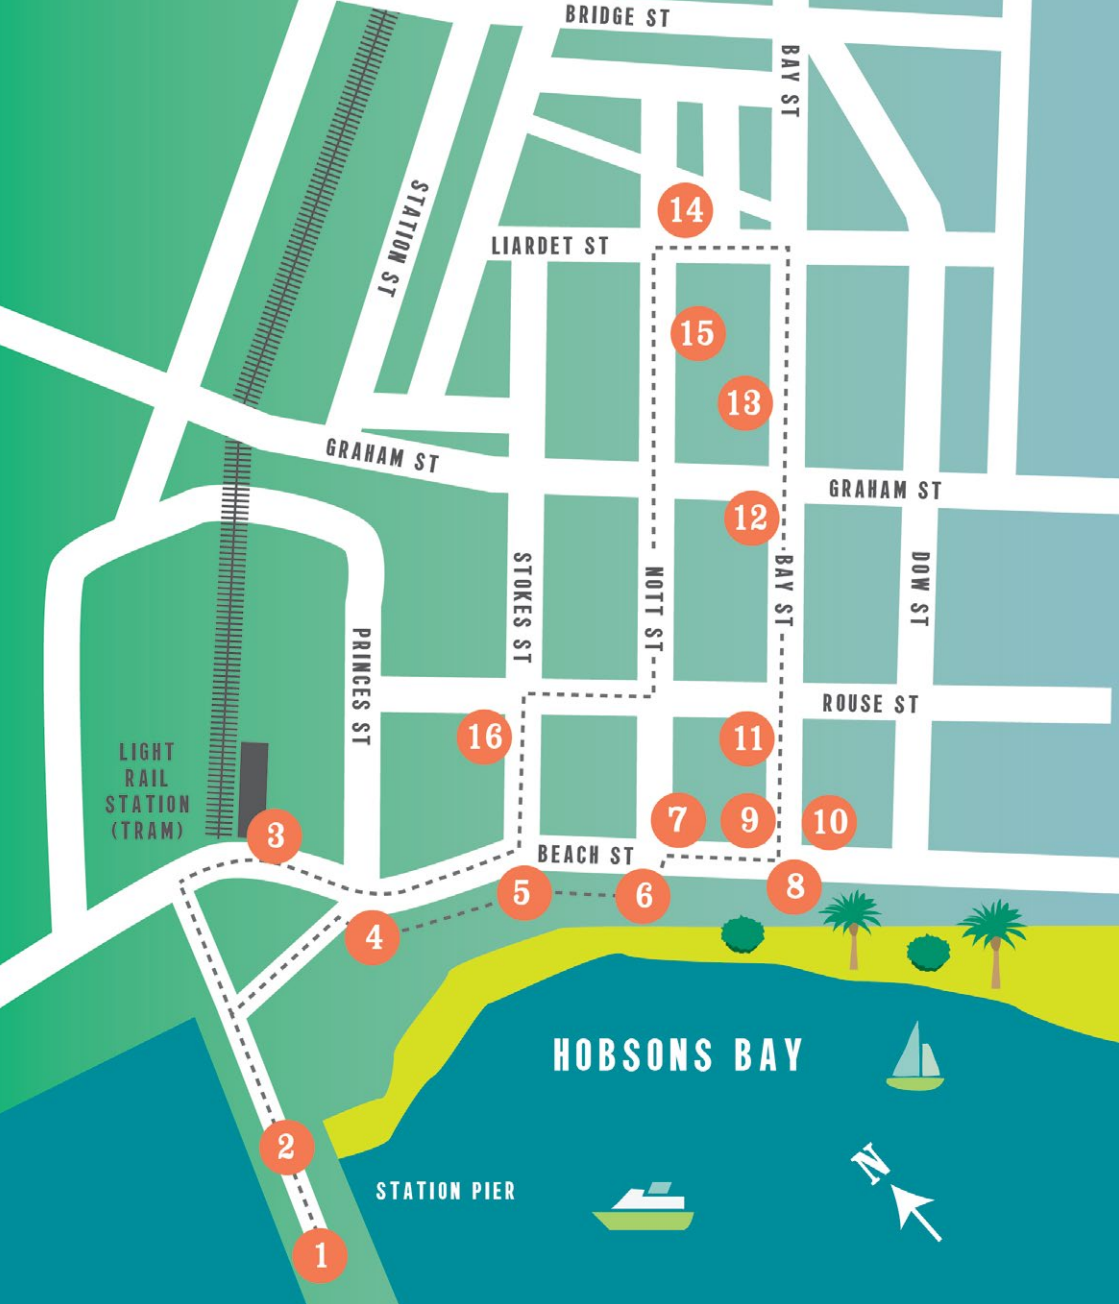 BRIDGE ST
BAY ST
STATION ST
14
LIARDET ST
15
13
GRAHAM ST
GRAHAM ST
12
STOKES ST
NOTT ST
BAY ST
DOW ST
PRINCES ST
ROUSE ST
16
11
LIGHT
RAIL
STATION
(TRAM)
3
7
9
10
BEACH ST
5
6
8
4
HOBSONS BAY
2
N
STATION PIER
1